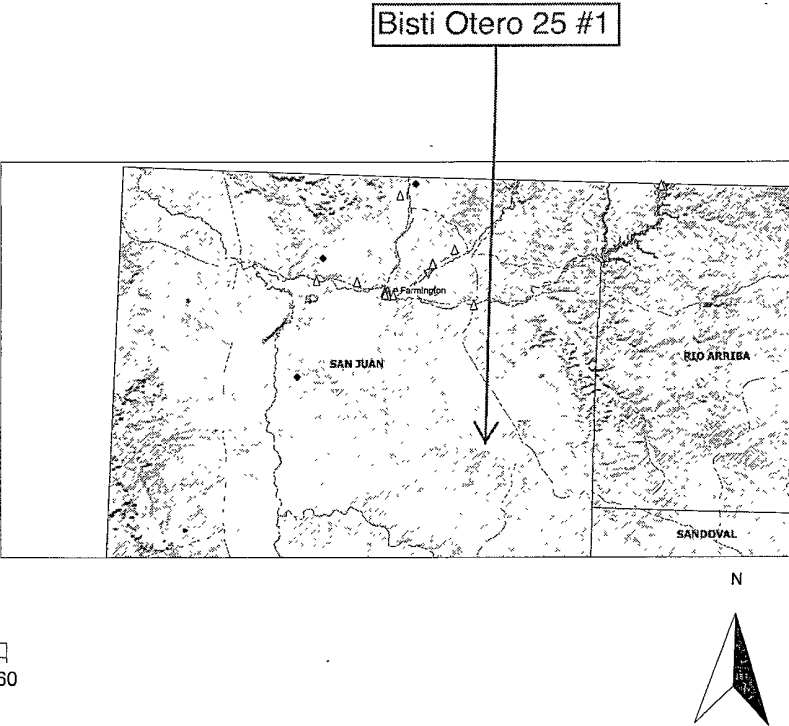 Bisti Otero 25 #1
Farmington
SAN JUAN
RIO ARRIBA
SANDOVAL
N
60